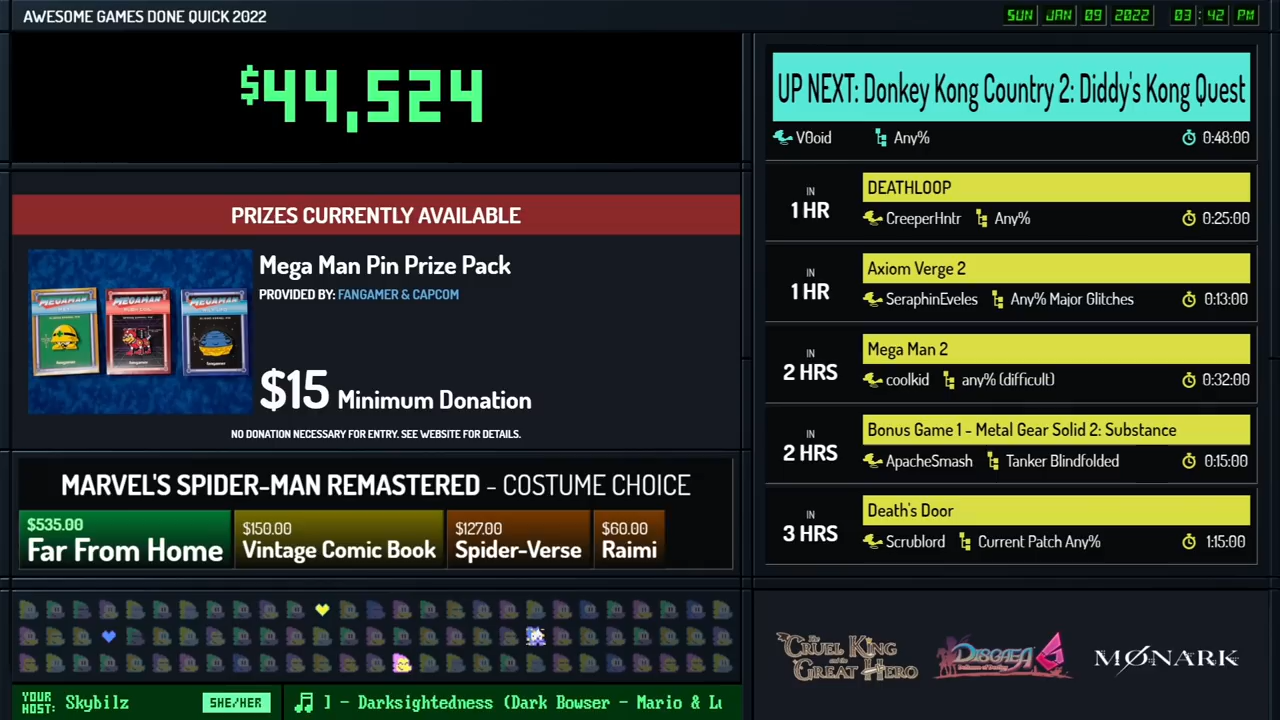 AWESOME GAMES DONE QUICK 2022
SUN JAN 09 2022 03:42 PM
$44,524
PRIZES CURRENTLY AVAILABLE
Mega Man Pin Prize Pack
PROVIDED BY: FANGAMER & CAPCOM
$15 Minimum Donation
NO DONATION NECESSARY FOR ENTRY. SEE WEBSITE FOR DETAILS.
MARVEL'S SPIDER-MAN REMASTERED - COSTUME CHOICE
$535.00
Far From Home
$150.00
Vintage Comic Book
$127.00
Spider-Verse
$60.00
Raimi
YOUR HOST: Skybilz
SHE/HER
] - Darksightedness (Dark Bowser - Mario & Lu
UP NEXT: Donkey Kong Country 2: Diddy's Kong Quest
V0oid Any% 0:48:00
IN 1 HR
DEATHLOOP
CreeperHntr Any% 0:25:00
IN 1 HR
Axiom Verge 2
SeraphinEveles Any% Major Glitches 0:13:00
IN 2 HRS
Mega Man 2
coolkid any% (difficult) 0:32:00
IN 2 HRS
Bonus Game 1 - Metal Gear Solid 2: Substance
ApacheSmash Tanker Blindfolded 0:15:00
IN 3 HRS
Death's Door
Scrublord Current Patch Any% 1:15:00
The Cruel King and the Great Hero
DISGAEA 6
MONARK